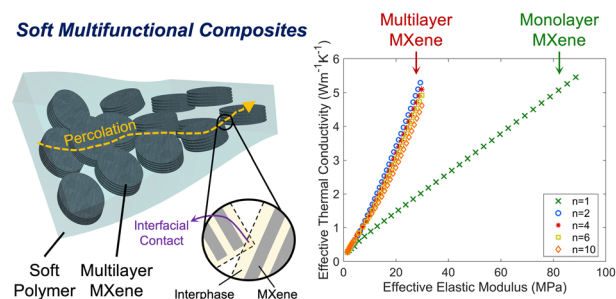 Soft Multifunctional Composites
Percolation
Interfacial
Contact
Soft
Polymer
Multilayer
MXene
Interphase
MXene
Multilayer
MXene
Monolayer
MXene
Effective Thermal Conductivity (Wm⁻¹K⁻¹)
6
5
4
3
2
1
0
0
20
40
60
80
100
Effective Elastic Modulus (MPa)
n=1
n=2
n=4
n=6
n=10